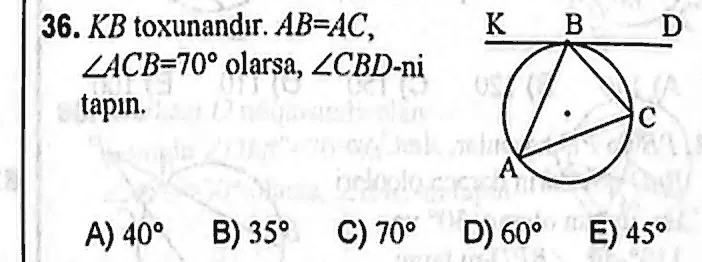 36. KB toxunandır. AB=AC,
∠ACB=70° olarsa, ∠CBD-ni
tapın.
K B D
C
A
A) 40° B) 35° C) 70° D) 60° E) 45°